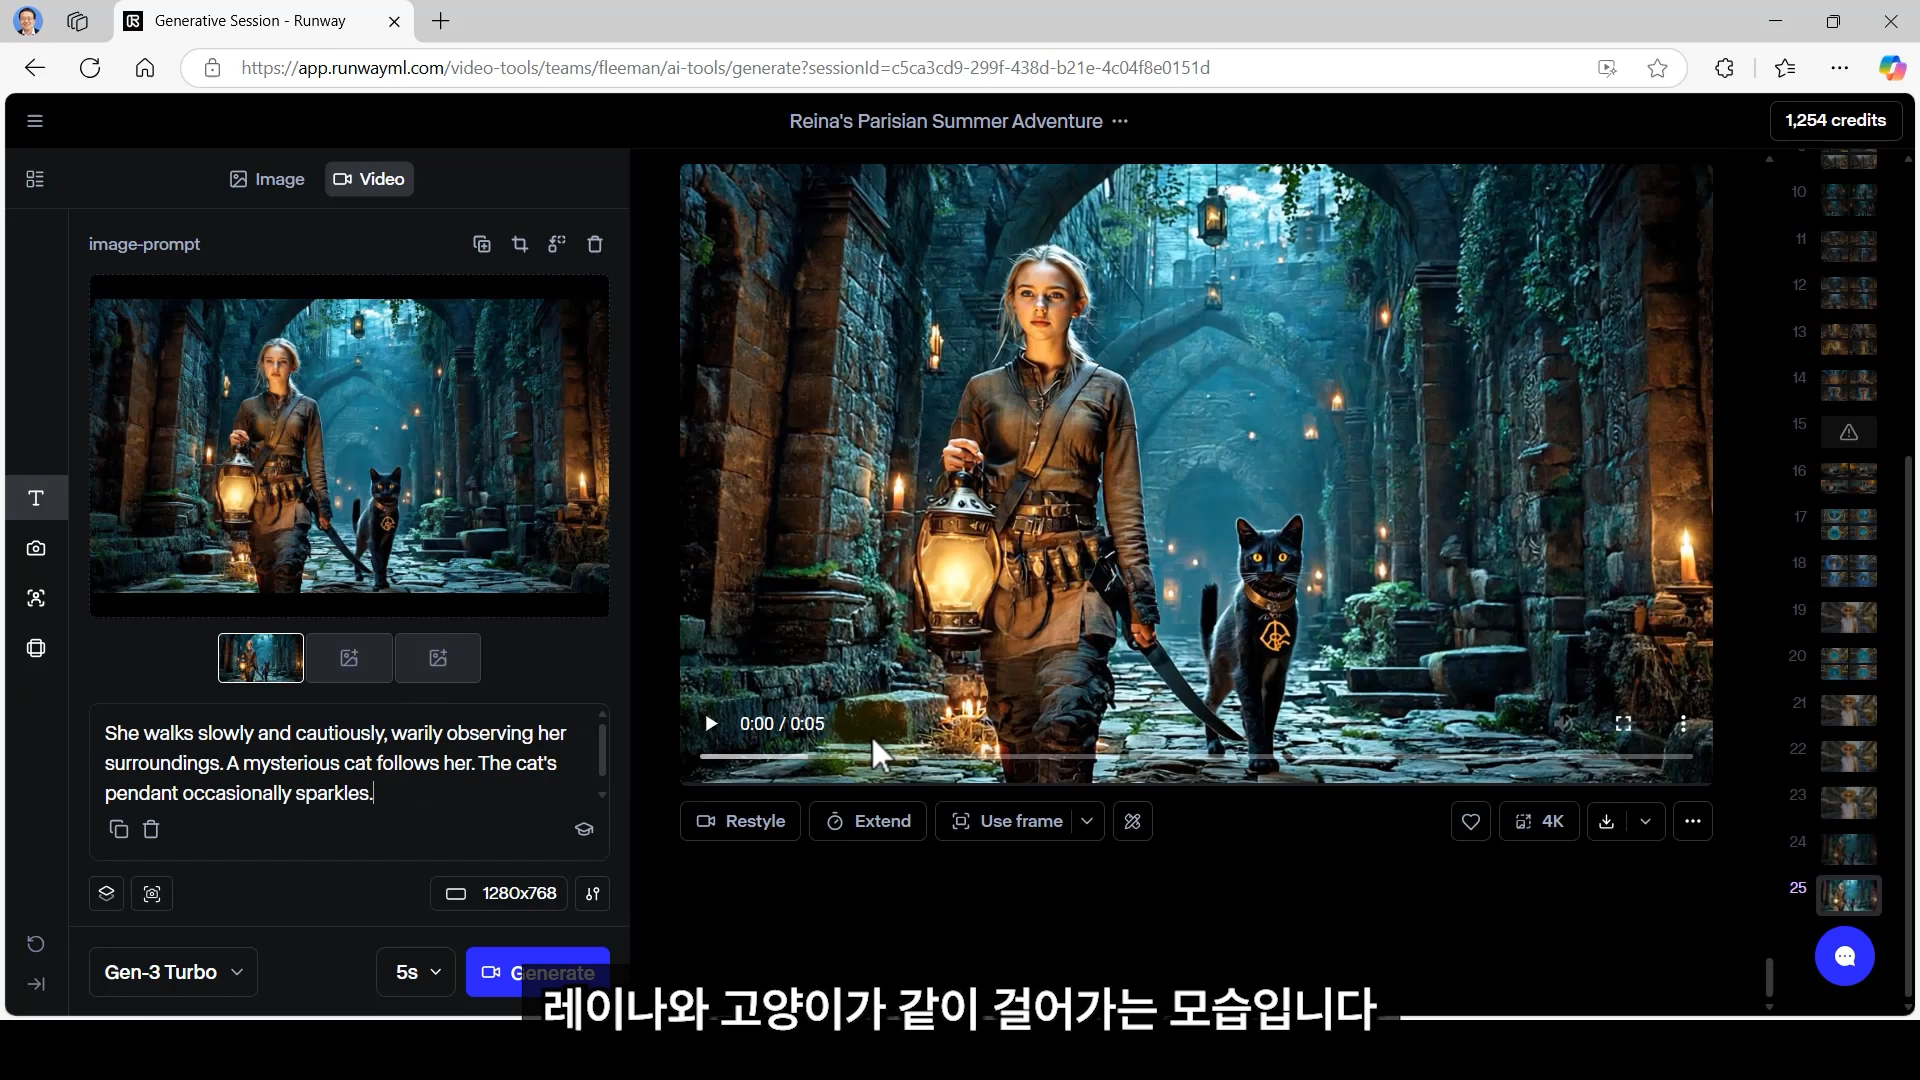 Generative Session - Runway
https://app.runwayml.com/video-tools/teams/fleeman/ai-tools/generate?sessionId=c5ca3cd9-299f-438d-b21e-4c04f8e0151d
Reina's Parisian Summer Adventure
1,254 credits
Image
Video
image-prompt
She walks slowly and cautiously, warily observing her
surroundings. A mysterious cat follows her. The cat's
pendant occasionally sparkles.
1280x768
Gen-3 Turbo
5s
Generate
0:00 / 0:05
Restyle
Extend
Use frame
4K
10
11
12
13
14
15
16
17
18
19
20
21
22
23
24
25
레이나와 고양이가 같이 걸어가는 모습입니다